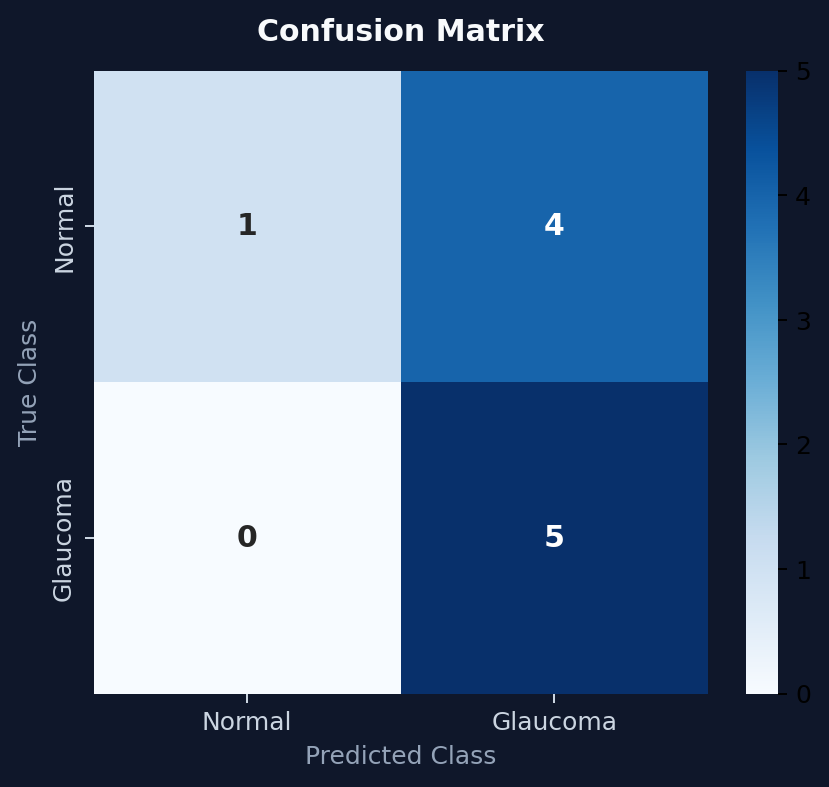 Confusion Matrix
5
4
3
2
1
0
Normal
Glaucoma
True Class
1
4
0
5
Normal
Glaucoma
Predicted Class